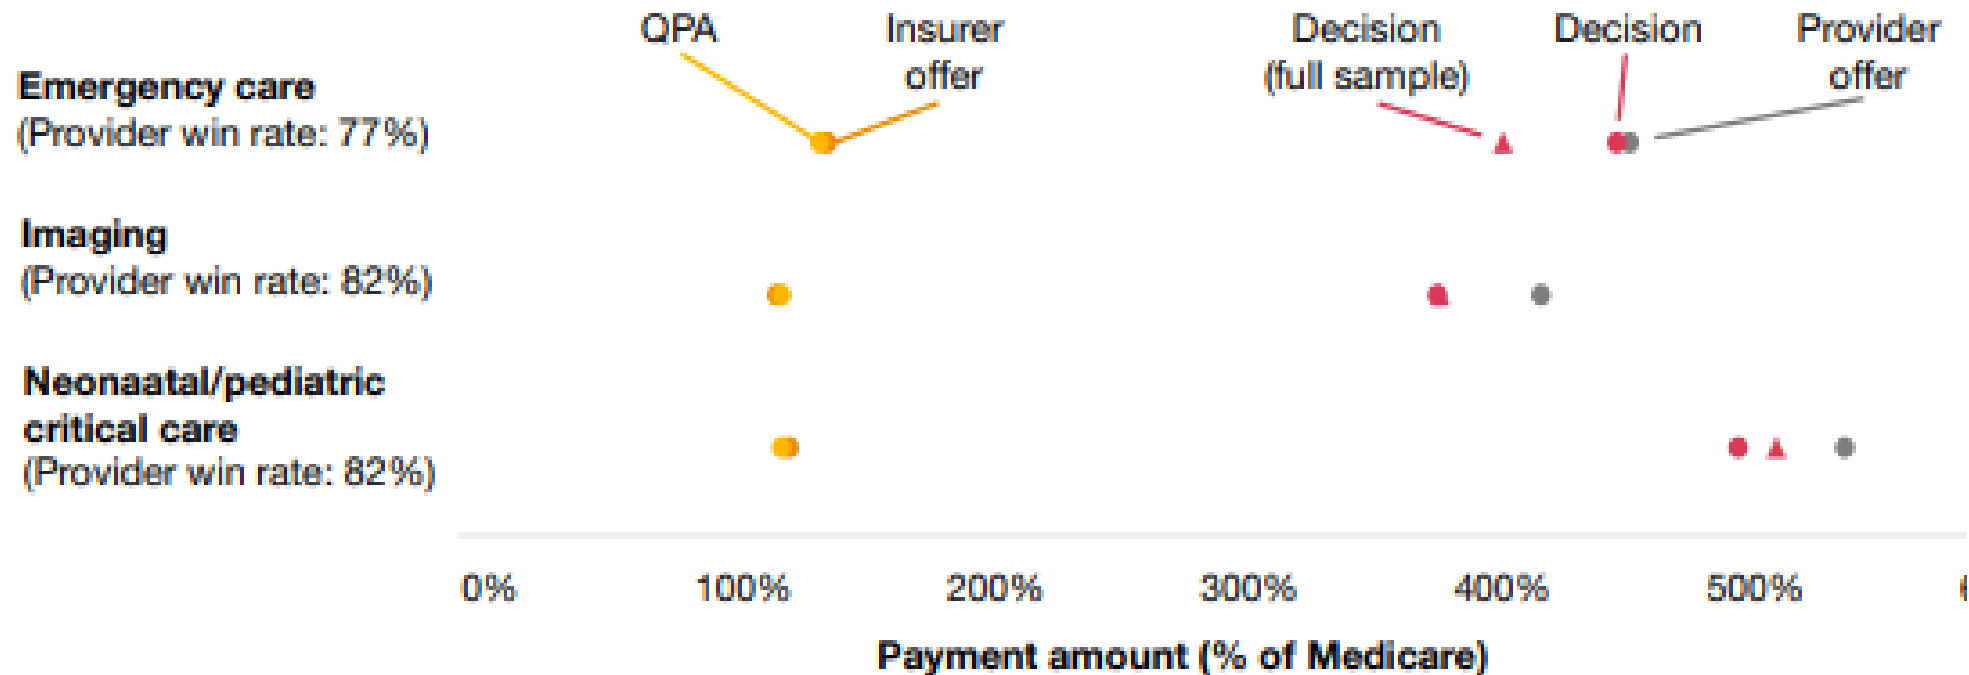 QPA
Insurer
offer
Decision
(full sample)
Decision
Provider
offer
Emergency care
(Provider win rate: 77%)
Imaging
(Provider win rate: 82%)
Neonaatal/pediatric
critical care
(Provider win rate: 82%)
0% 100% 200% 300% 400% 500%
Payment amount (% of Medicare)